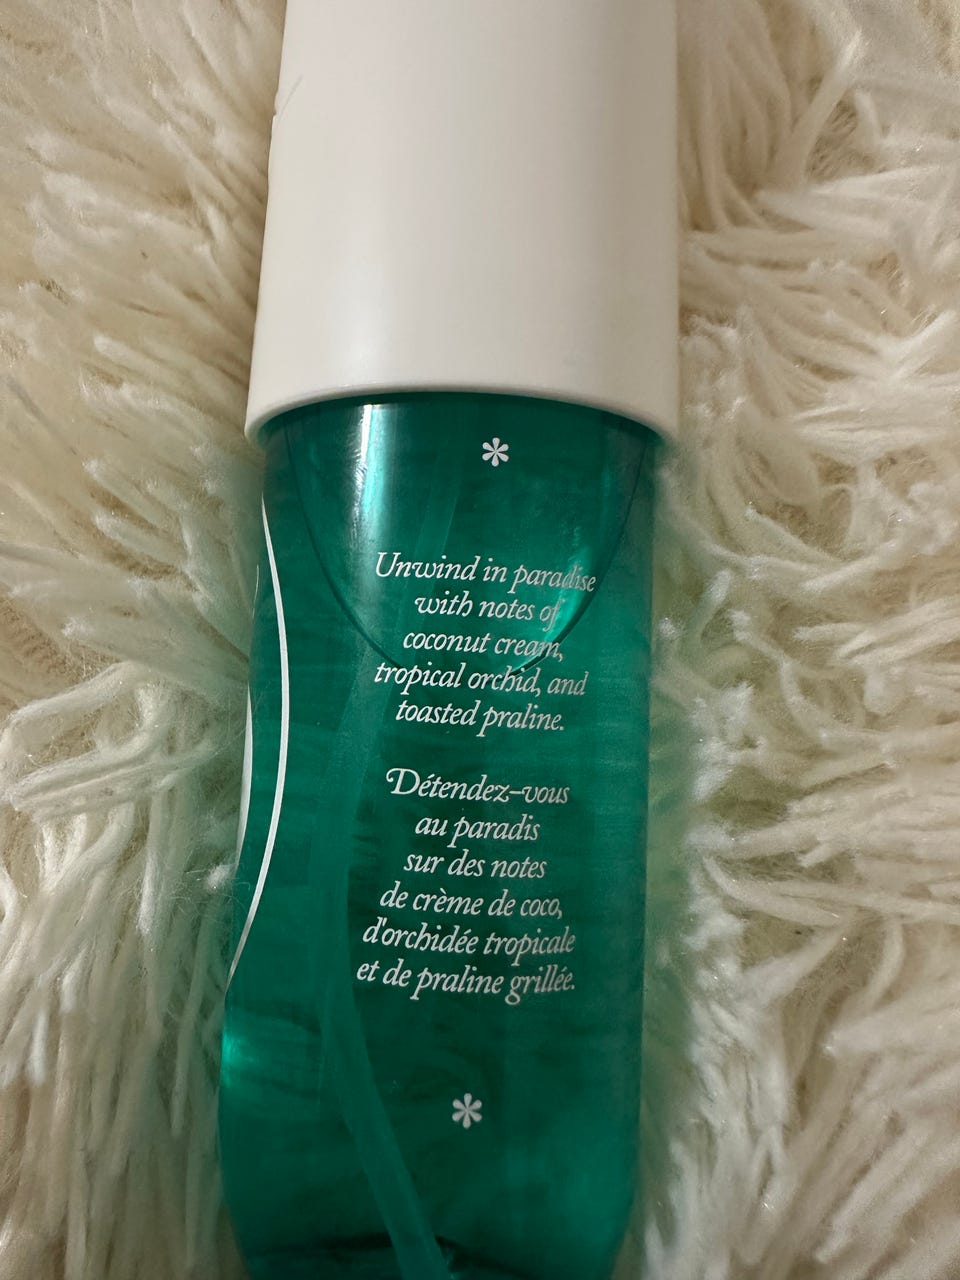 *
Unwind in paradise
with notes of
coconut cream,
tropical orchid, and
toasted praline.
Détendez-vous
au paradis
sur des notes
de crème de coco,
d'orchidée tropicale
et de praline grillée.
*